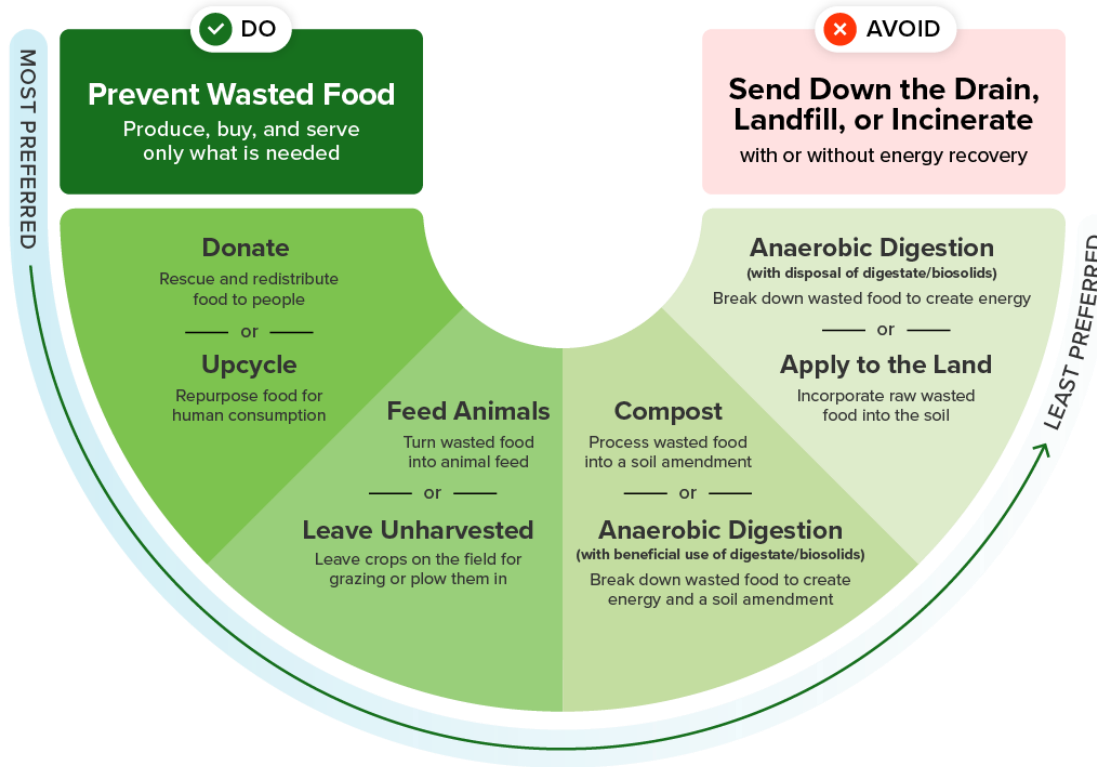 DO
Prevent Wasted Food
Produce, buy, and serve
only what is needed
AVOID
Send Down the Drain,
Landfill, or Incinerate
with or without energy recovery
MOST PREFERRED
Donate
Rescue and redistribute
food to people
or
Upcycle
Repurpose food for
human consumption
Feed Animals
Turn wasted food
into animal feed
or
Leave Unharvested
Leave crops on the field for
grazing or plow them in
Compost
Process wasted food
into a soil amendment
or
Anaerobic Digestion
(with beneficial use of digestate/biosolids)
Break down wasted food to create
energy and a soil amendment
Anaerobic Digestion
(with disposal of digestate/biosolids)
Break down wasted food to create energy
or
Apply to the Land
Incorporate raw wasted
food into the soil
LEAST PREFERRED